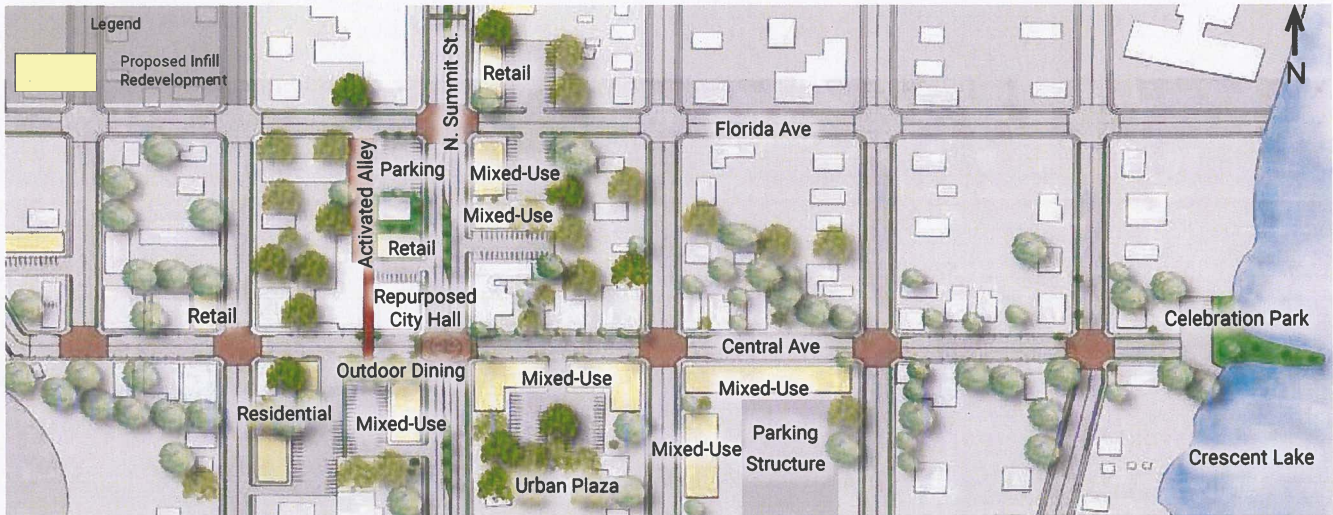 Legend
Proposed Infill
Redevelopment
N. Summit St.
N
Retail
Florida Ave
Activated Alley
Parking
Mixed-Use
Mixed-Use
Retail
Repurposed
City Hall
Retail
Celebration Park
Central Ave
Outdoor Dining
Mixed-Use
Mixed-Use
Residential
Mixed-Use
Mixed-Use
Parking
Structure
Urban Plaza
Crescent Lake